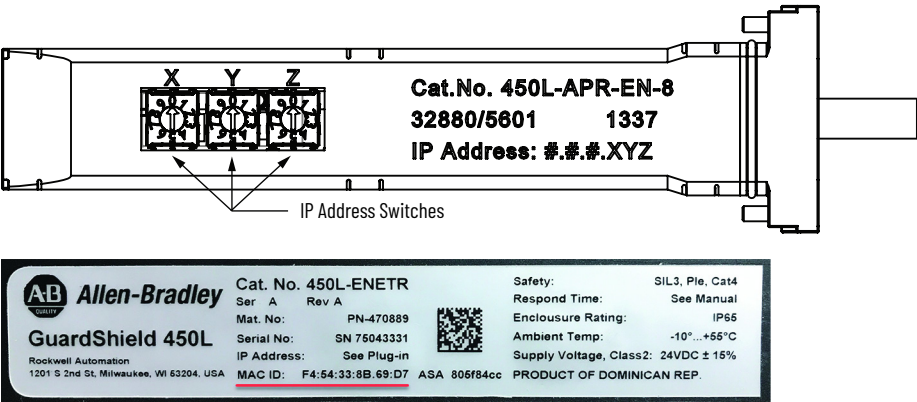 X Y Z
Cat.No. 450L-APR-EN-8
32880/5601 1337
IP Address: #.#.#.XYZ
IP Address Switches
AB
QUALITY
Allen-Bradley
GuardShield 450L
Rockwell Automation
1201 S 2nd St, Milwaukee, WI 53204, USA
Cat. No. 450L-ENETR
Ser A Rev A
Mat. No: PN-470889
Serial No: SN 75043331
IP Address: See Plug-in
MAC ID: F4:54:33:8B:69:D7
ASA 805f84cc
Safety: SIL3, Ple, Cat4
Respond Time: See Manual
Enclousure Rating: IP65
Ambient Temp: -10°...+55°C
Supply Voltage, Class2: 24VDC ± 15%
PRODUCT OF DOMINICAN REP.